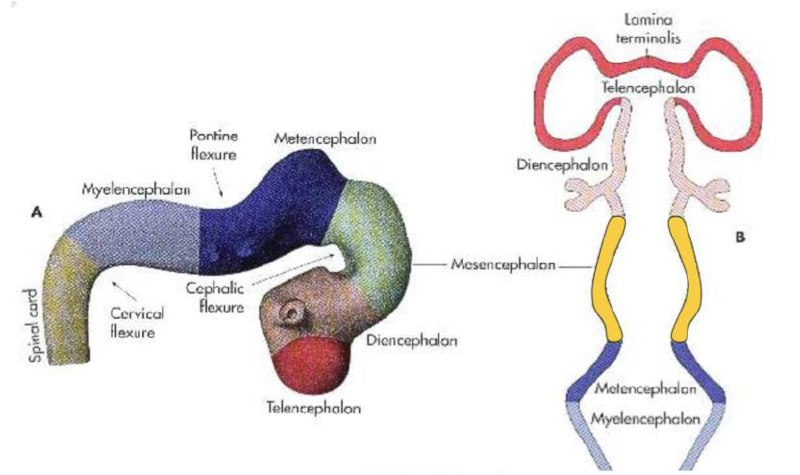 Lamina
terminalis
Telencephalon
Pontine
flexure
Metencephalon
Diencephalon
Myelencephalon
A
B
Mesencephalon
Cephalic
flexure
Spinal cord
Cervical
flexure
Diencephalon
Telencephalon
Metencephalon
Myelencephalon